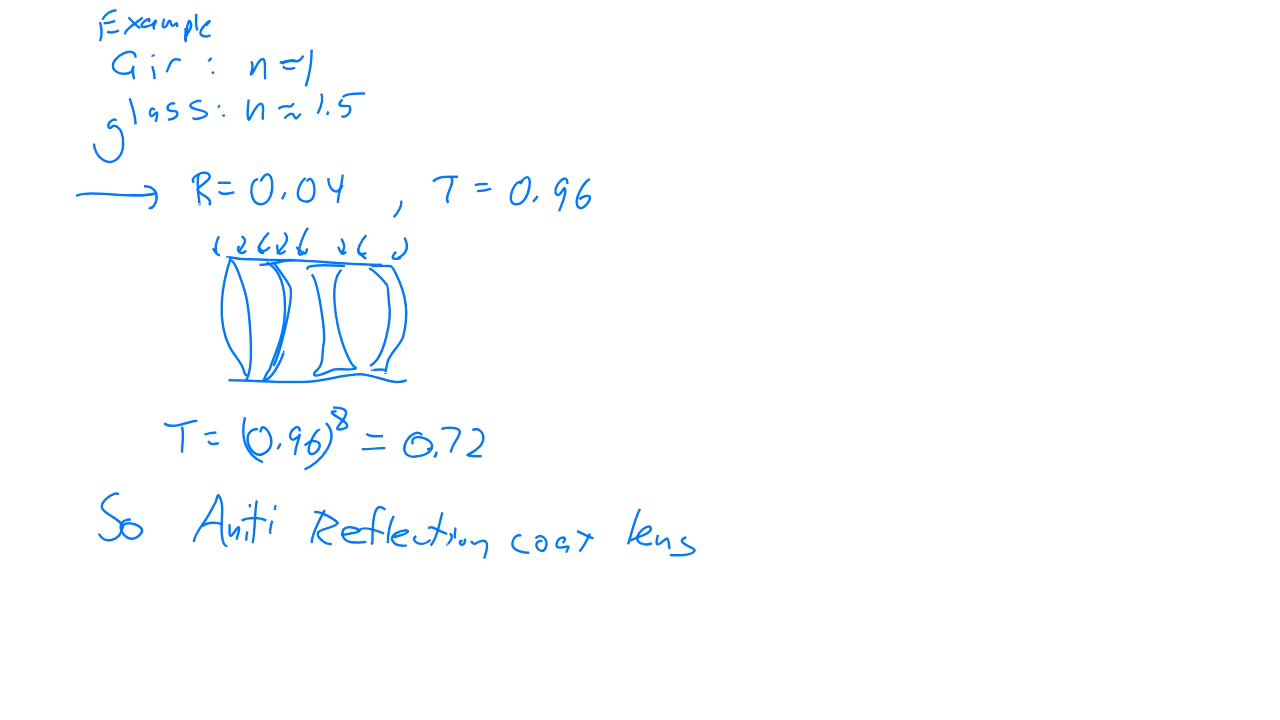 Example
air : n ≈ 1
glass: n ≈ 1.5
→ R = 0.04 , T = 0.96
T = (0.96)^8 = 0.72
So Anti Reflection coat lens